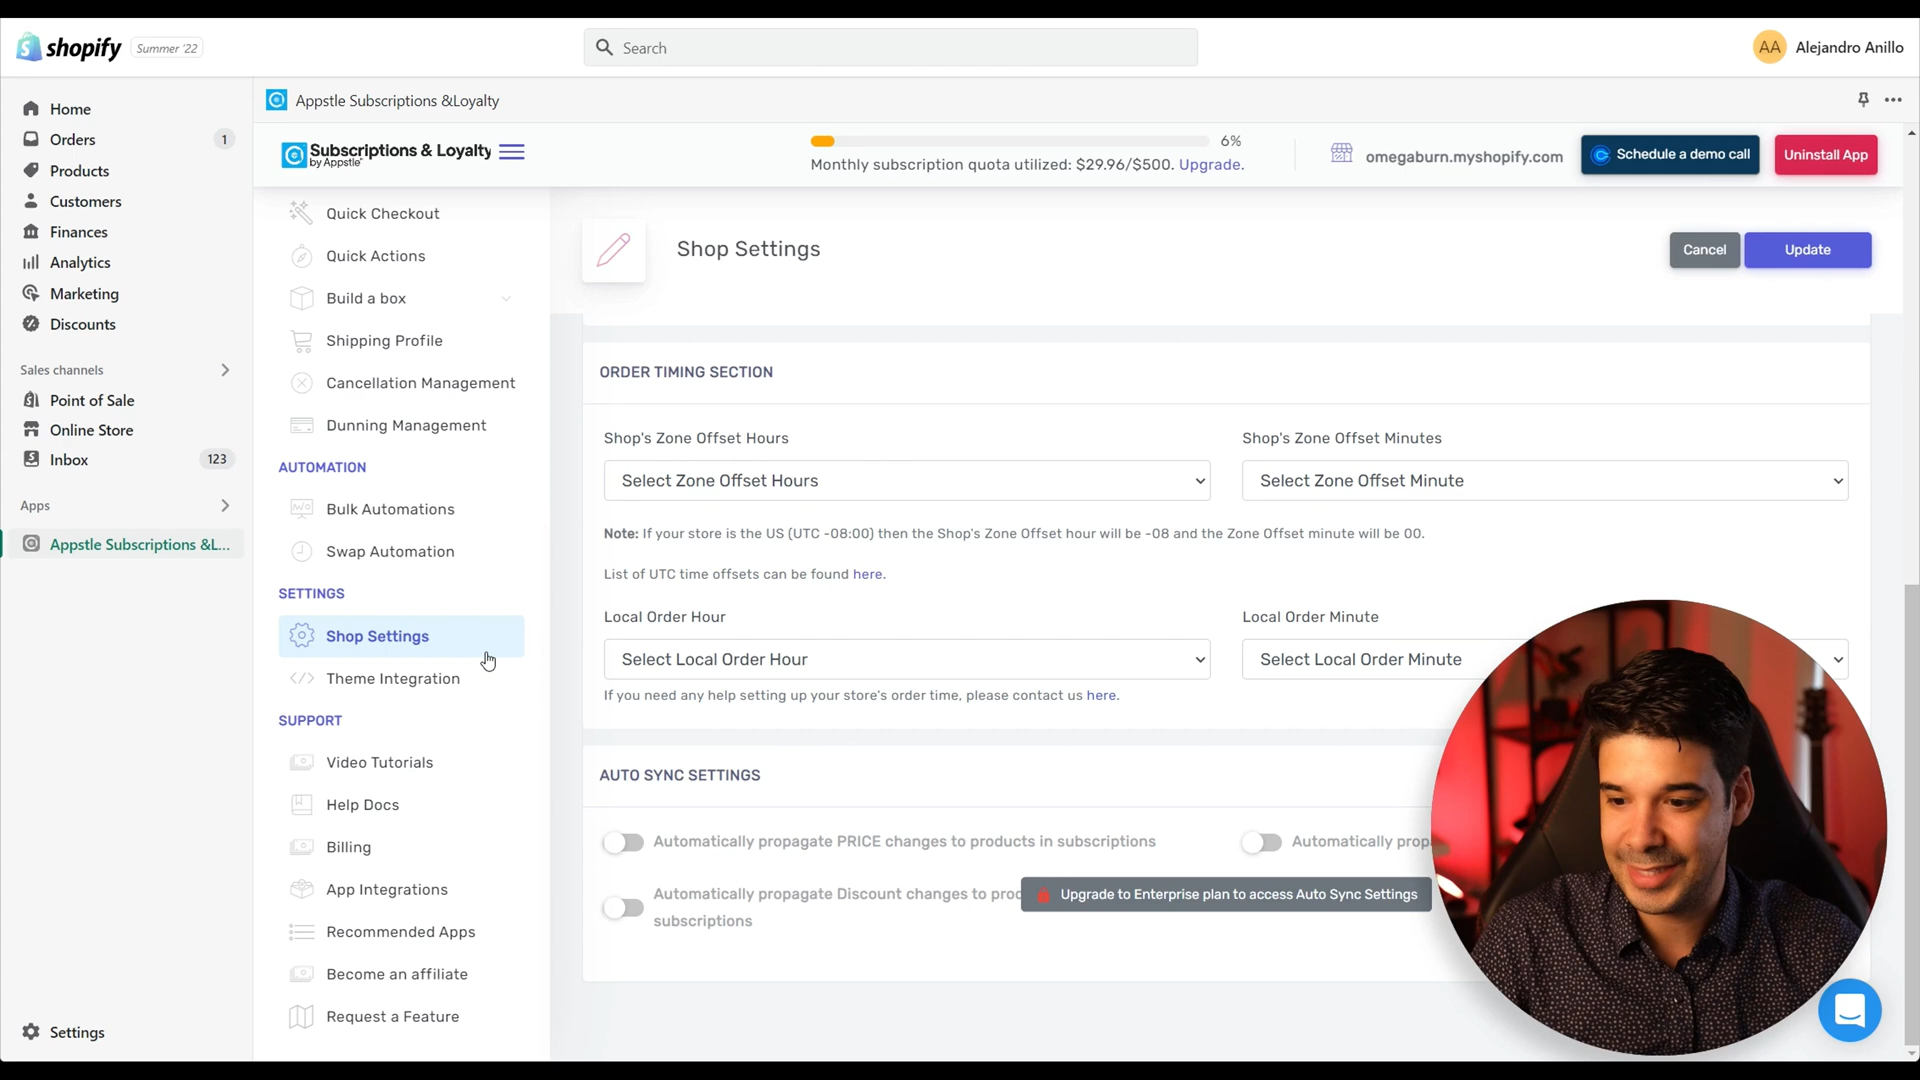 shopify
Summer '22
Search
AA
Alejandro Anillo
Home
Orders
1
Products
Customers
Finances
Analytics
Marketing
Discounts
Sales channels
Point of Sale
Online Store
Inbox
123
Apps
Appstle Subscriptions &L...
Settings
Appstle Subscriptions &Loyalty
Subscriptions & Loyalty
by Appstle
6%
Monthly subscription quota utilized: $29.96/$500. Upgrade.
omegaburn.myshopify.com
Schedule a demo call
Uninstall App
Quick Checkout
Quick Actions
Build a box
Shipping Profile
Cancellation Management
Dunning Management
AUTOMATION
Bulk Automations
Swap Automation
SETTINGS
Shop Settings
Theme Integration
SUPPORT
Video Tutorials
Help Docs
Billing
App Integrations
Recommended Apps
Become an affiliate
Request a Feature
Shop Settings
Cancel
Update
ORDER TIMING SECTION
Shop's Zone Offset Hours
Shop's Zone Offset Minutes
Select Zone Offset Hours
Select Zone Offset Minute
Note: If your store is the US (UTC -08:00) then the Shop's Zone Offset hour will be -08 and the Zone Offset minute will be 00.
List of UTC time offsets can be found here.
Local Order Hour
Local Order Minute
Select Local Order Hour
Select Local Order Minute
If you need any help setting up your store's order time, please contact us here.
AUTO SYNC SETTINGS
Automatically propagate PRICE changes to products in subscriptions
Automatically prop
Automatically propagate Discount changes to proc
subscriptions
Upgrade to Enterprise plan to access Auto Sync Settings